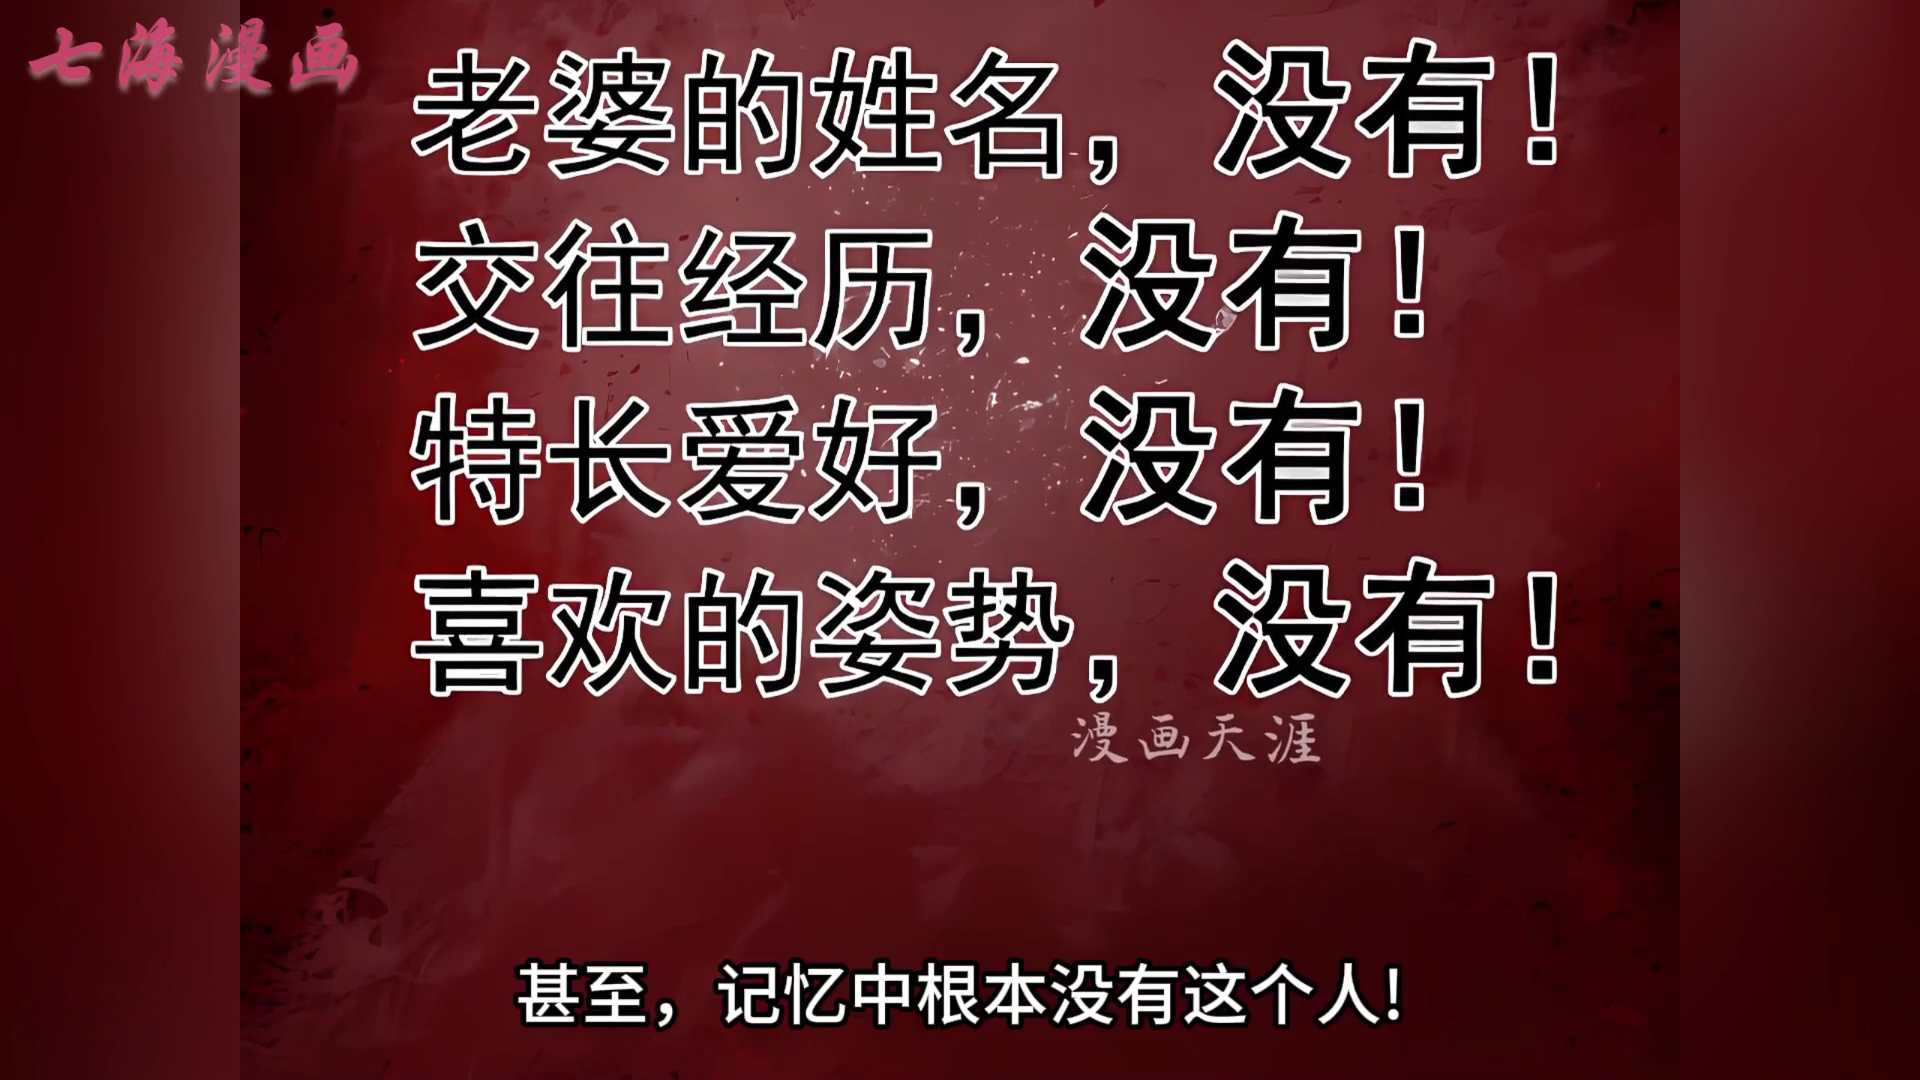 七海漫画
老婆的姓名，没有！
交往经历，没有！
特长爱好，没有！
喜欢的姿势，没有！
漫画天涯
甚至，记忆中根本没有这个人！